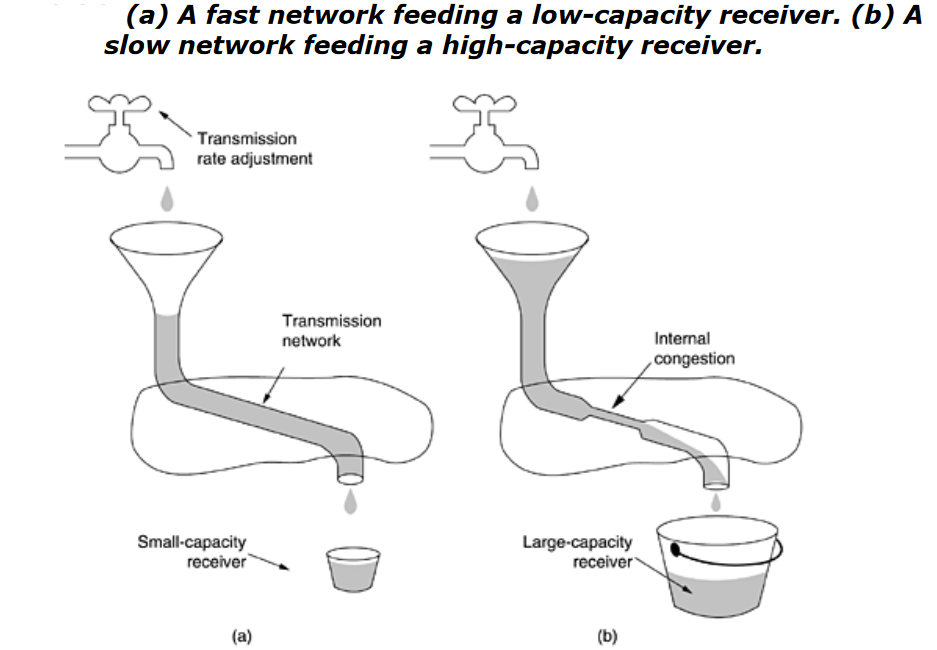 (a) A fast network feeding a low-capacity receiver. (b) A
slow network feeding a high-capacity receiver.
Transmission
rate adjustment
Transmission
network
Internal
congestion
Small-capacity
receiver
Large-capacity
receiver
(a)
(b)